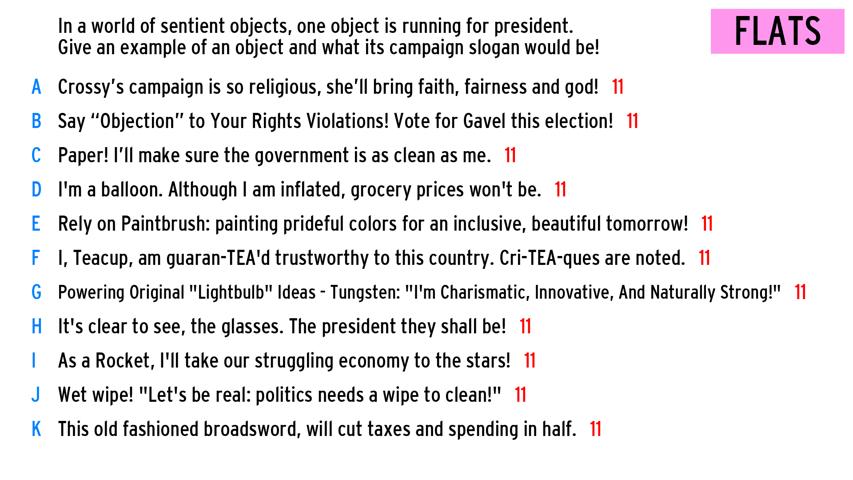 In a world of sentient objects, one object is running for president.
Give an example of an object and what its campaign slogan would be!
FLATS
A Crossy's campaign is so religious, she'll bring faith, fairness and god! 11
B Say “Objection” to Your Rights Violations! Vote for Gavel this election! 11
C Paper! I'll make sure the government is as clean as me. 11
D I'm a balloon. Although I am inflated, grocery prices won't be. 11
E Rely on Paintbrush: painting prideful colors for an inclusive, beautiful tomorrow! 11
F I, Teacup, am guaran-TEA'd trustworthy to this country. Cri-TEA-ques are noted. 11
G Powering Original "Lightbulb" Ideas - Tungsten: "I'm Charismatic, Innovative, And Naturally Strong!" 11
H It's clear to see, the glasses. The president they shall be! 11
I As a Rocket, I'll take our struggling economy to the stars! 11
J Wet wipe! "Let's be real: politics needs a wipe to clean!" 11
K This old fashioned broadsword, will cut taxes and spending in half. 11